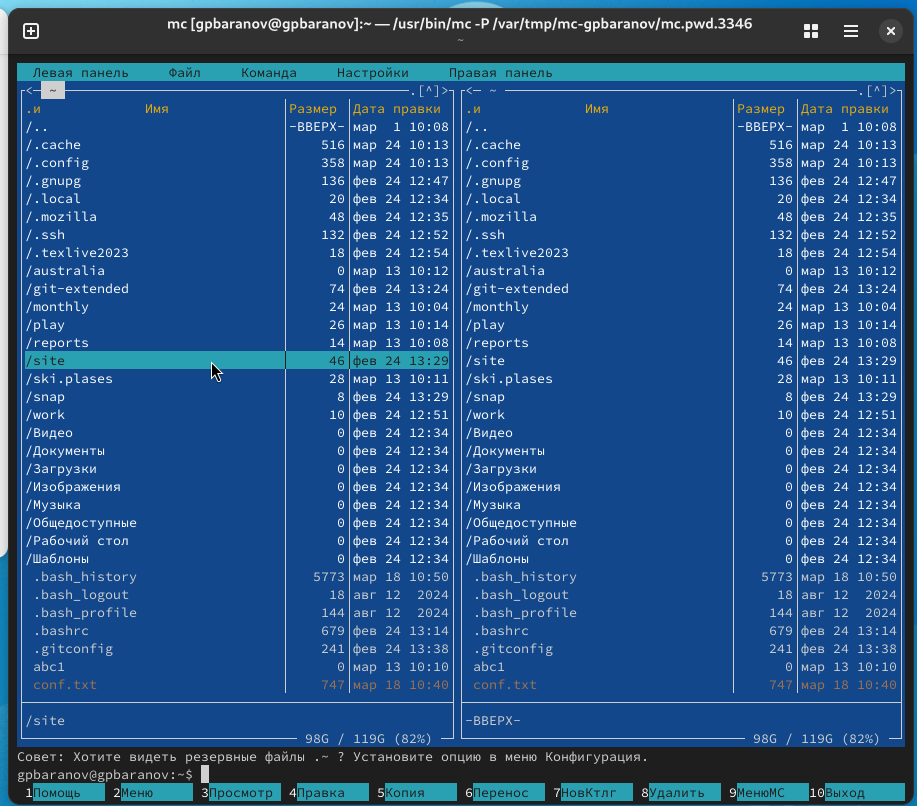 mc [gpbaranov@gpbaranov]:~ — /usr/bin/mc -P /var/tmp/mc-gpbaranov/mc.pwd.3346
~
Левая панель Файл Команда Настройки Правая панель
<─ ~ .[^]> <─ ~ .[^]>
.и Имя Размер Дата правки .и Имя Размер Дата правки
/.. -ВВЕРХ- мар 1 10:08 /.. -ВВЕРХ- мар 1 10:08
/.cache 516 мар 24 10:13 /.cache 516 мар 24 10:13
/.config 358 мар 24 10:13 /.config 358 мар 24 10:13
/.gnupg 136 фев 24 12:47 /.gnupg 136 фев 24 12:47
/.local 20 фев 24 12:34 /.local 20 фев 24 12:34
/.mozilla 48 фев 24 12:35 /.mozilla 48 фев 24 12:35
/.ssh 132 фев 24 12:52 /.ssh 132 фев 24 12:52
/.texlive2023 18 фев 24 12:54 /.texlive2023 18 фев 24 12:54
/australia 0 мар 13 10:12 /australia 0 мар 13 10:12
/git-extended 74 фев 24 13:24 /git-extended 74 фев 24 13:24
/monthly 24 мар 13 10:04 /monthly 24 мар 13 10:04
/play 26 мар 13 10:14 /play 26 мар 13 10:14
/reports 14 мар 13 10:08 /reports 14 мар 13 10:08
/site 46 фев 24 13:29 /site 46 фев 24 13:29
/ski.plases 28 мар 13 10:11 /ski.plases 28 мар 13 10:11
/snap 8 фев 24 13:29 /snap 8 фев 24 13:29
/work 10 фев 24 12:51 /work 10 фев 24 12:51
/Видео 0 фев 24 12:34 /Видео 0 фев 24 12:34
/Документы 0 фев 24 12:34 /Документы 0 фев 24 12:34
/Загрузки 0 фев 24 12:34 /Загрузки 0 фев 24 12:34
/Изображения 0 фев 24 12:34 /Изображения 0 фев 24 12:34
/Музыка 0 фев 24 12:34 /Музыка 0 фев 24 12:34
/Общедоступные 0 фев 24 12:34 /Общедоступные 0 фев 24 12:34
/Рабочий стол 0 фев 24 12:34 /Рабочий стол 0 фев 24 12:34
/Шаблоны 0 фев 24 12:34 /Шаблоны 0 фев 24 12:34
.bash_history 5773 мар 18 10:50 .bash_history 5773 мар 18 10:50
.bash_logout 18 авг 12 2024 .bash_logout 18 авг 12 2024
.bash_profile 144 авг 12 2024 .bash_profile 144 авг 12 2024
.bashrc 679 фев 24 13:14 .bashrc 679 фев 24 13:14
.gitconfig 241 фев 24 13:38 .gitconfig 241 фев 24 13:38
abc1 0 мар 13 10:10 abc1 0 мар 13 10:10
conf.txt 747 мар 18 10:40 conf.txt 747 мар 18 10:40
/site -ВВЕРХ-
98G / 119G (82%) 98G / 119G (82%)
Совет: Хотите видеть резервные файлы .~ ? Установите опцию в меню Конфигурация.
gpbaranov@gpbaranov:~$
1Помощь 2Меню 3Просмотр 4Правка 5Копия 6Перенос 7НовКтлг 8Удалить 9МенюMC 10Выход